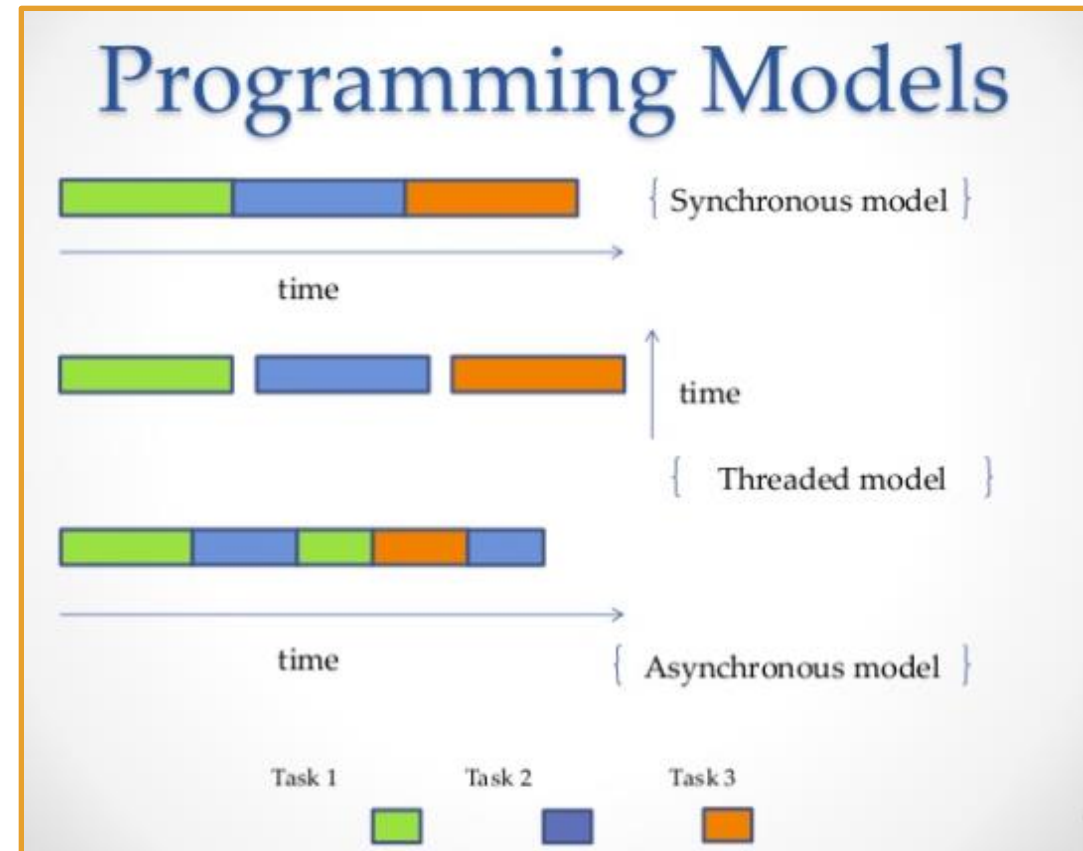 Programming Models
{ Synchronous model }
time
time
{ Threaded model }
time
{ Asynchronous model }
Task 1 Task 2 Task 3